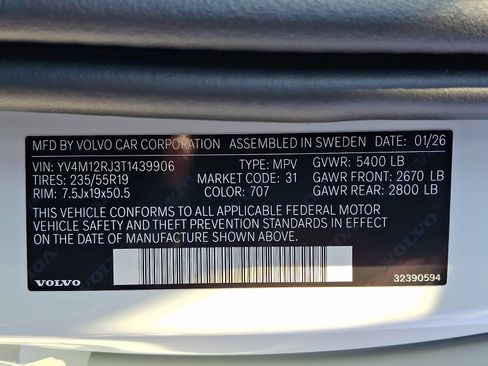 MFD BY VOLVO CAR CORPORATION ASSEMBLED IN SWEDEN DATE: 01/26
VIN: YV4M12RJ3T1439906 TYPE: MPV GVWR: 5400 LB
TIRES: 235/55R19 MARKET CODE: 31 GAWR FRONT: 2670 LB
RIM: 7.5Jx19x50.5 COLOR: 707 GAWR REAR: 2800 LB
THIS VEHICLE CONFORMS TO ALL APPLICABLE FEDERAL MOTOR
VEHICLE SAFETY AND THEFT PREVENTION STANDARDS IN EFFECT
ON THE DATE OF MANUFACTURE SHOWN ABOVE.
VOLVO 32390594